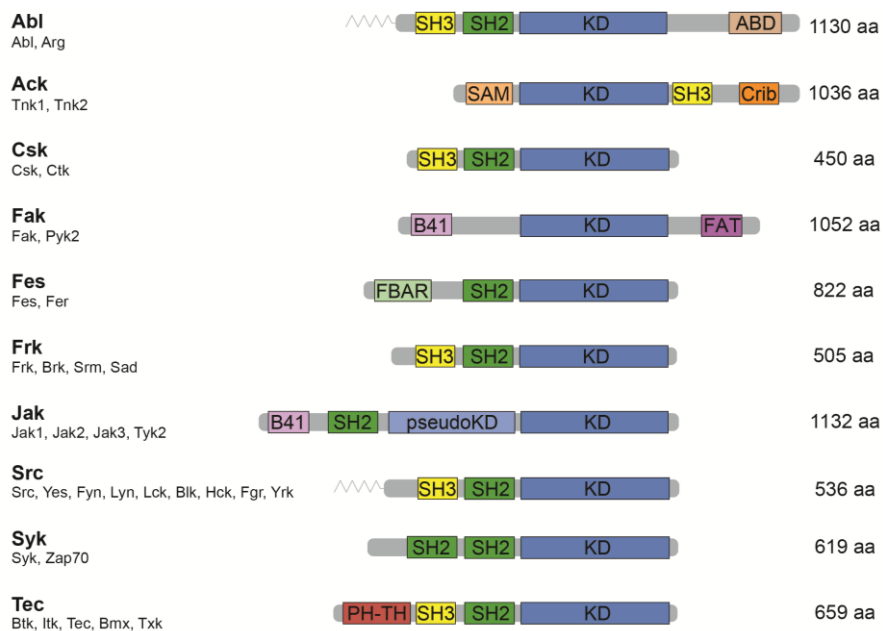 Abl
Abl, Arg
SH3 SH2 KD ABD 1130 aa
Ack
Tnk1, Tnk2
SAM KD SH3 Crib 1036 aa
Csk
Csk, Ctk
SH3 SH2 KD 450 aa
Fak
Fak, Pyk2
B41 KD FAT 1052 aa
Fes
Fes, Fer
FBAR SH2 KD 822 aa
Frk
Frk, Brk, Srm, Sad
SH3 SH2 KD 505 aa
Jak
Jak1, Jak2, Jak3, Tyk2
B41 SH2 pseudoKD KD 1132 aa
Src
Src, Yes, Fyn, Lyn, Lck, Blk, Hck, Fgr, Yrk
SH3 SH2 KD 536 aa
Syk
Syk, Zap70
SH2 SH2 KD 619 aa
Tec
Btk, Itk, Tec, Bmx, Txk
PH-TH SH3 SH2 KD 659 aa